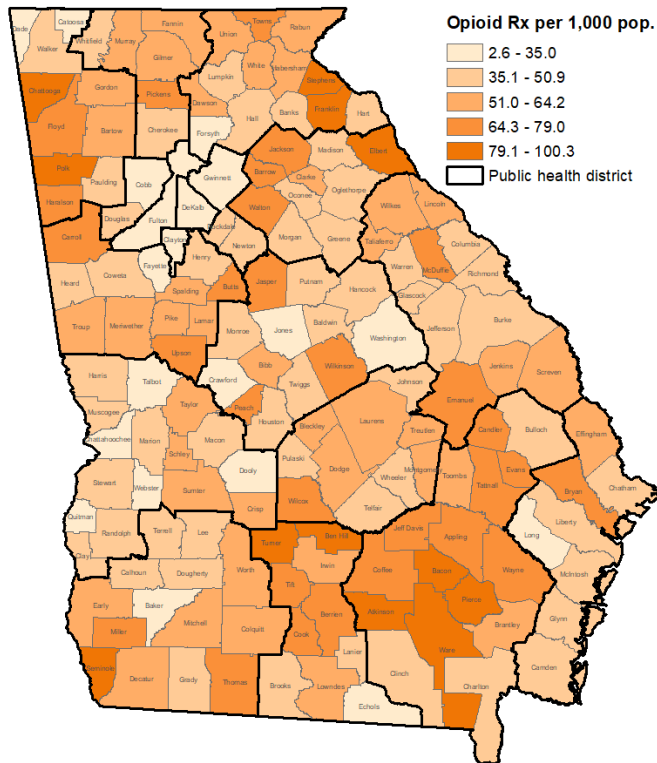 Opioid Rx per 1,000 pop.
2.6 - 35.0
35.1 - 50.9
51.0 - 64.2
64.3 - 79.0
79.1 - 100.3
Public health district
Dade
Catoosa
Whitfield
Murray
Fannin
Union
Towns
Rabun
Walker
Gilmer
Lumpkin
White
Habersham
Stephens
Chattooga
Gordon
Pickens
Dawson
Hall
Banks
Franklin
Hart
Floyd
Bartow
Cherokee
Forsyth
Jackson
Madison
Elbert
Polk
Paulding
Cobb
Gwinnett
Barrow
Clarke
Oconee
Oglethorpe
Haralson
Douglas
Fulton
DeKalb
Walton
Wilkes
Lincoln
Carroll
Clayton
Rockdale
Newton
Morgan
Greene
Taliaferro
Columbia
McDuffie
Fayette
Henry
Heard
Coweta
Spalding
Butts
Jasper
Putnam
Hancock
Warren
Richmond
Glascock
Troup
Meriwether
Pike
Lamar
Monroe
Jones
Baldwin
Washington
Jefferson
Burke
Upson
Harris
Talbot
Crawford
Bibb
Twiggs
Wilkinson
Johnson
Jenkins
Screven
Emanuel
Muscogee
Taylor
Peach
Houston
Bleckley
Laurens
Treutlen
Candler
Bulloch
Effingham
Chattahoochee
Marion
Macon
Schley
Pulaski
Dodge
Wheeler
Montgomery
Toombs
Tattnall
Evans
Bryan
Chatham
Stewart
Webster
Sumter
Dooly
Crisp
Wilcox
Telfair
Quitman
Randolph
Terrell
Lee
Turner
Ben Hill
Jeff Davis
Appling
Long
Liberty
Clay
Calhoun
Dougherty
Worth
Irwin
Tift
Coffee
Bacon
Wayne
McIntosh
Early
Baker
Mitchell
Colquitt
Berrien
Cook
Atkinson
Pierce
Brantley
Glynn
Miller
Seminole
Decatur
Grady
Thomas
Brooks
Lowndes
Lanier
Clinch
Ware
Charlton
Camden
Echols